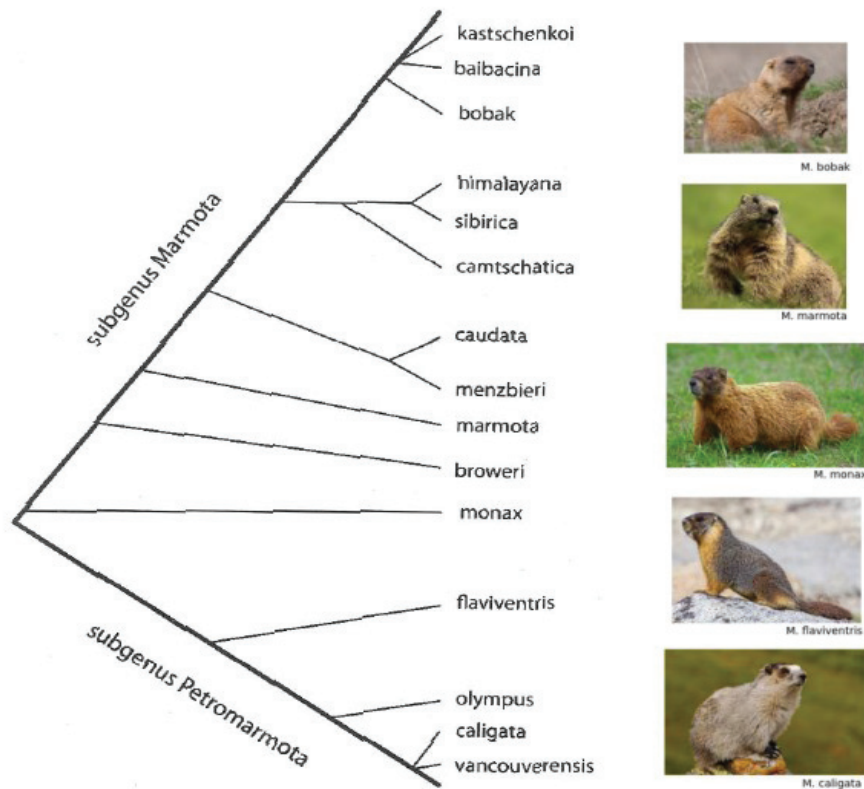 kastschenkoi
baibacina
bobak
himalayana
sibirica
camtschatica
caudata
menzbieri
marmota
broweri
monax
flaviventris
olympus
caligata
vancouverensis
subgenus Marmota
subgenus Petromarmota
M. bobak
M. marmota
M. monax
M. flaviventris
M. caligata